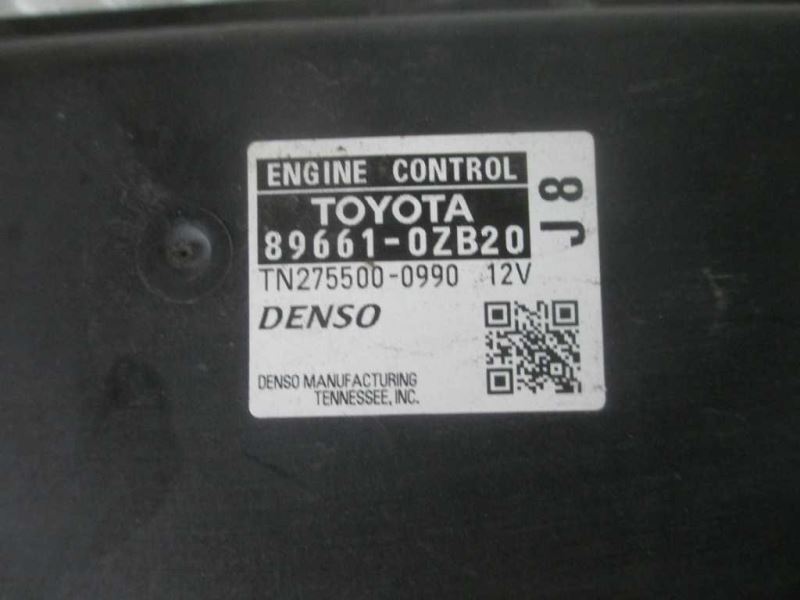 ENGINE CONTROL
TOYOTA
89661-0ZB20
J8
TN275500-0990 12V
DENSO
DENSO MANUFACTURING
TENNESSEE, INC.